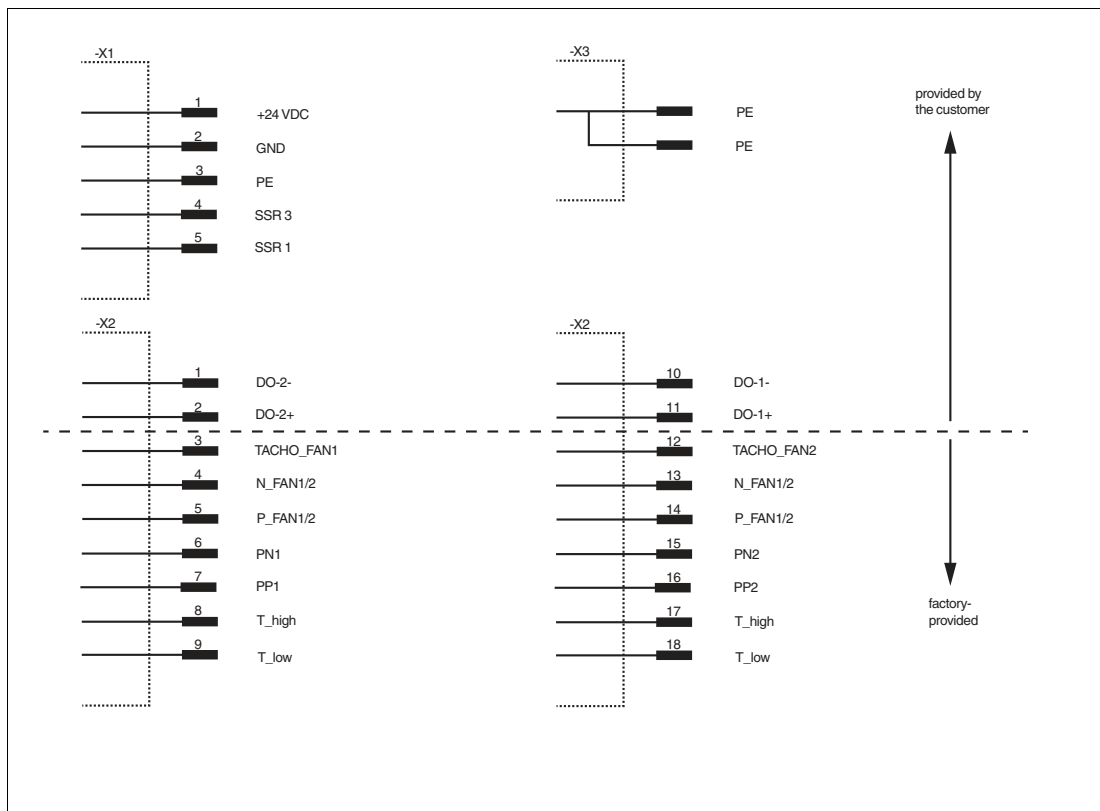 -X1
1
+24 VDC
2
GND
3
PE
4
SSR 3
5
SSR 1
-X3
PE
PE
provided by
the customer
-X2
1
DO-2-
2
DO-2+
3
TACHO_FAN1
4
N_FAN1/2
5
P_FAN1/2
6
PN1
7
PP1
8
T_high
9
T_low
-X2
10
DO-1-
11
DO-1+
12
TACHO_FAN2
13
N_FAN1/2
14
P_FAN1/2
15
PN2
16
PP2
17
T_high
18
T_low
factory-
provided